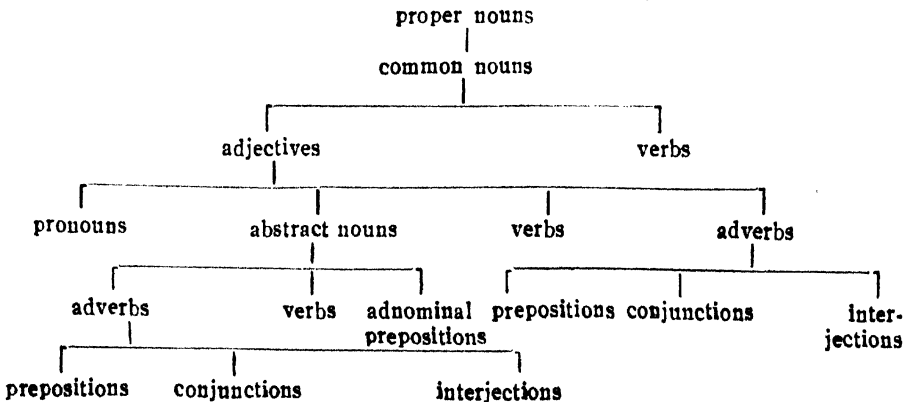 proper nouns
common nouns
adjectives verbs
pronouns abstract nouns verbs adverbs
adverbs verbs adnominal prepositions conjunctions inter-
prepositions jections
prepositions conjunctions interjections